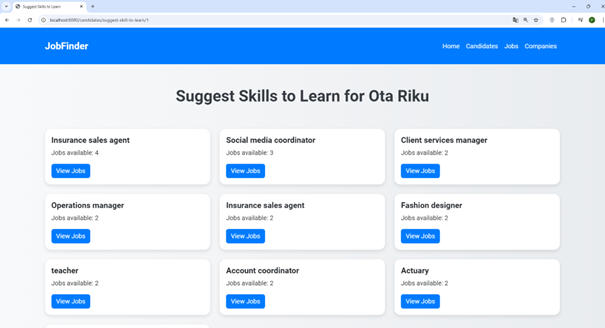 Suggest Skills to Learn
localhost:8080/candidates/suggest-skill-to-learn/1
JobFinder
Home Candidates Jobs Companies
Suggest Skills to Learn for Ota Riku
Insurance sales agent
Jobs available: 4
View Jobs
Social media coordinator
Jobs available: 3
View Jobs
Client services manager
Jobs available: 2
View Jobs
Operations manager
Jobs available: 2
View Jobs
Insurance sales agent
Jobs available: 2
View Jobs
Fashion designer
Jobs available: 2
View Jobs
teacher
Jobs available: 2
View Jobs
Account coordinator
Jobs available: 2
View Jobs
Actuary
Jobs available: 2
View Jobs